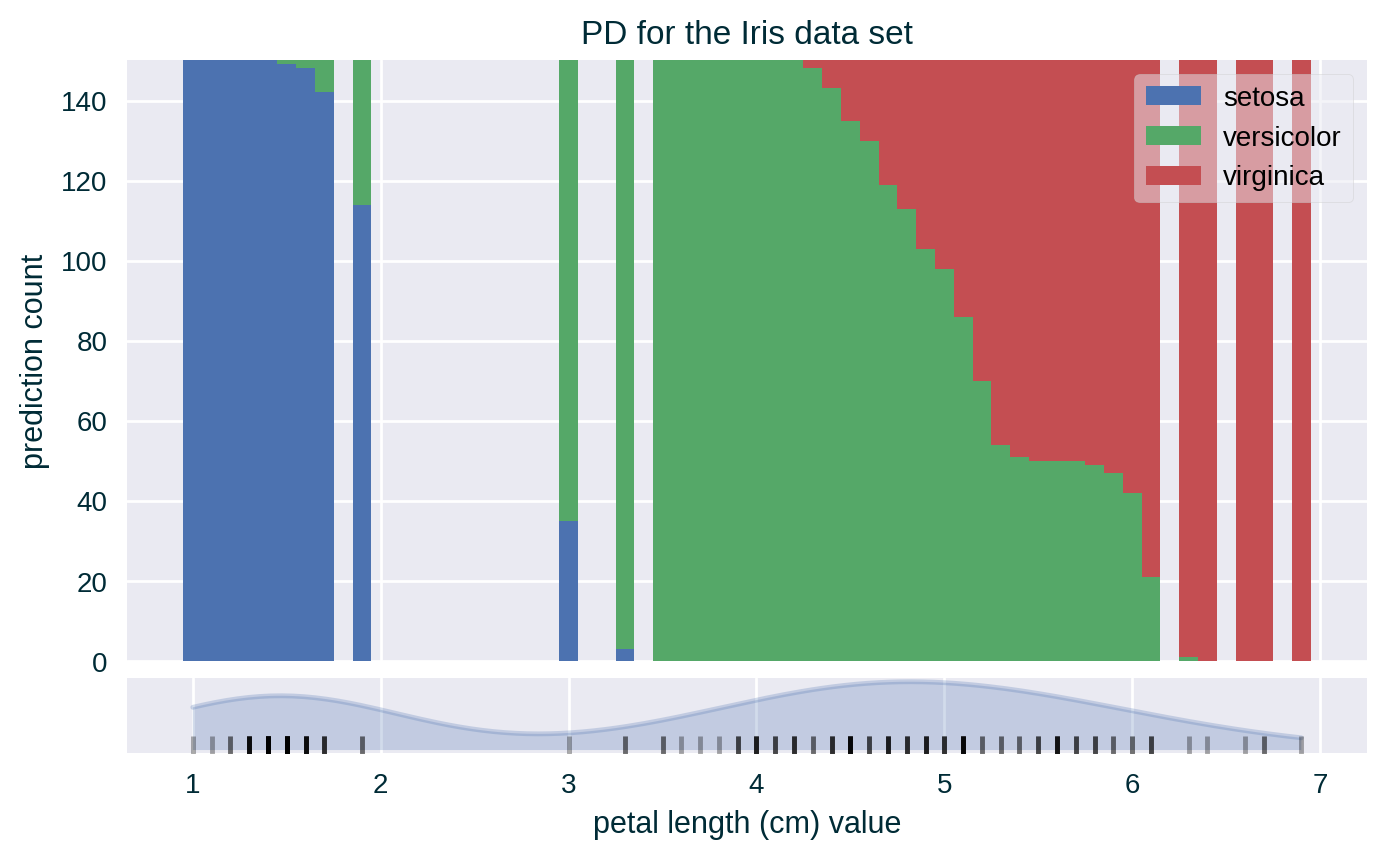 PD for the Iris data set
prediction count
140
120
100
80
60
40
20
0
setosa
versicolor
virginica
1 2 3 4 5 6 7
petal length (cm) value